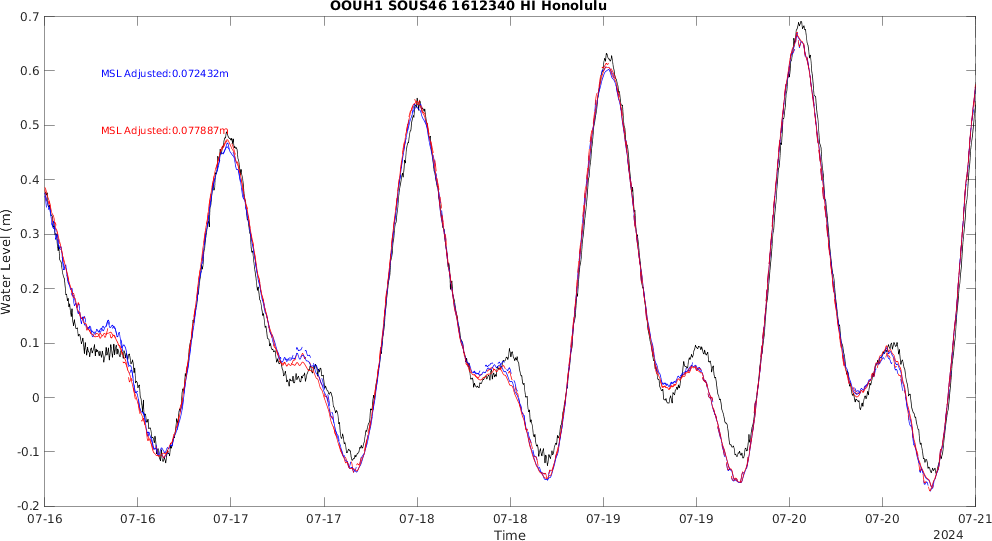 OOUH1 SOUS46 1612340 HI Honolulu
0.7
0.6
0.5
0.4
0.3
0.2
0.1
0
-0.1
-0.2
Water Level (m)
MSL Adjusted:0.072432m
MSL Adjusted:0.077887m
07-16 07-16 07-17 07-17 07-18 07-18 07-19 07-19 07-20 07-20 07-21
Time
2024